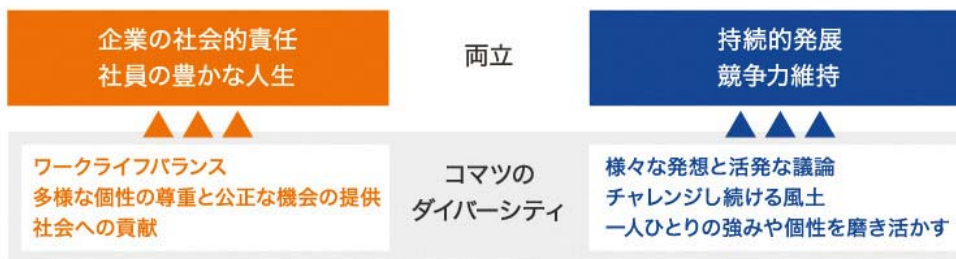 企業の社会的責任
社員の豊かな人生
両立
持続的発展
競争力維持
ワークライフバランス
多様な個性の尊重と公正な機会の提供
社会への貢献
コマツの
ダイバーシティ
様々な発想と活発な議論
チャレンジし続ける風土
一人ひとりの強みや個性を磨き活かす